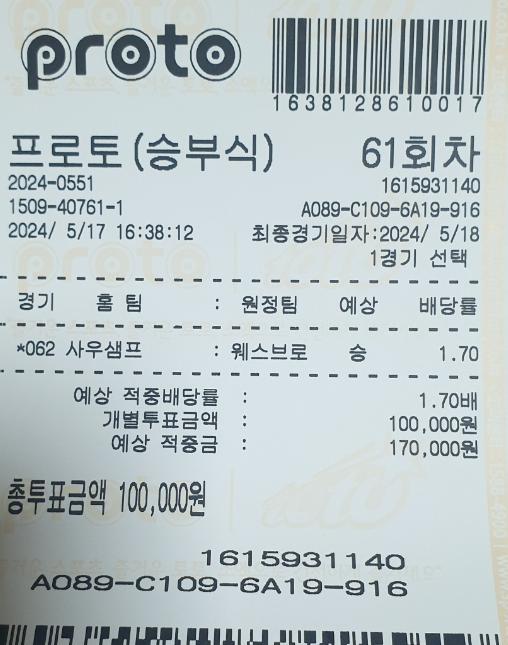 proto
16381286100​17
프로토(승부식) 61회차
2024-0551 1615931140
1509-40761-1 A089-C109-6A19-916
2024/ 5/17 16:38:12 최종경기일자:2024/ 5/18
1경기 선택
경기 홈 팀 : 원정팀 예상 배당률
*062 사우샘프 : 웨스브로 승 1.70
예상 적중배당률 : 1.70배
개별투표금액 : 100,000원
예상 적중금 : 170,000원
총투표금액 100,000원
1615931140
A089-C109-6A19-916